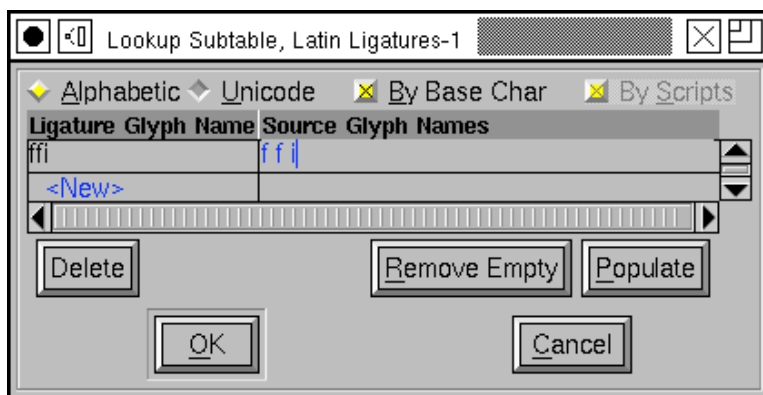 Lookup Subtable, Latin Ligatures-1
Alphabetic Unicode By Base Char By Scripts
Ligature Glyph Name Source Glyph Names
ffi f f i
<New>
Delete Remove Empty Populate
OK Cancel